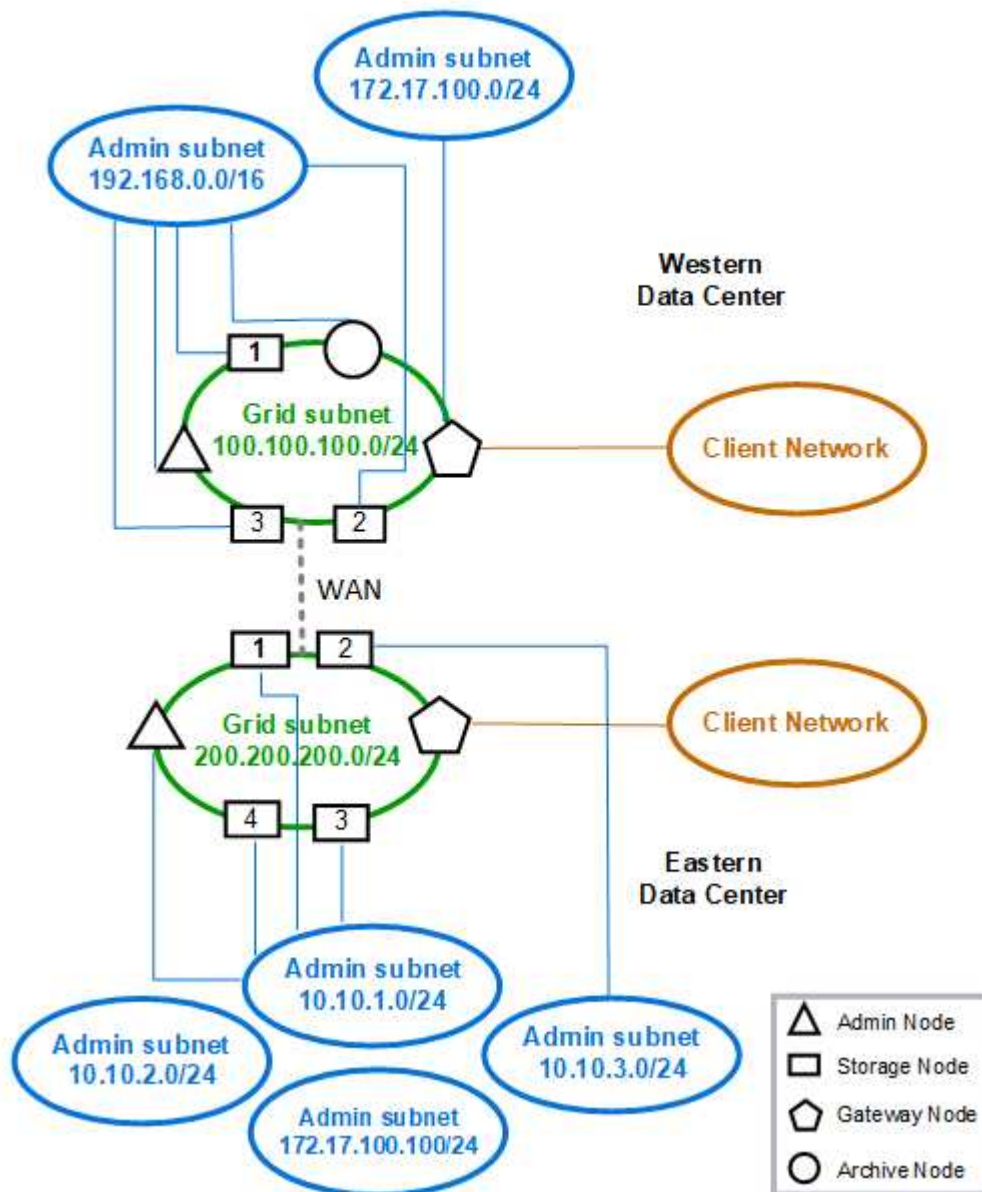 Admin subnet
172.17.100.0/24
Admin subnet
192.168.0.0/16
Western
Data Center
1
Grid subnet
100.100.100.0/24
Client Network
3
2
WAN
1
2
Grid subnet
200.200.200.0/24
Client Network
4
3
Eastern
Data Center
Admin subnet
10.10.1.0/24
Admin subnet
10.10.2.0/24
Admin subnet
10.10.3.0/24
Admin subnet
172.17.100.100/24
Admin Node
Storage Node
Gateway Node
Archive Node